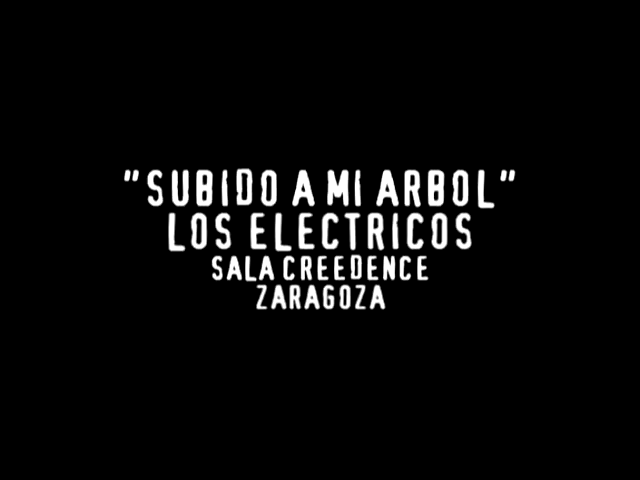 "SUBIDO A MI ARBOL"
LOS ELECTRICOS
SALA CREEDENCE
ZARAGOZA